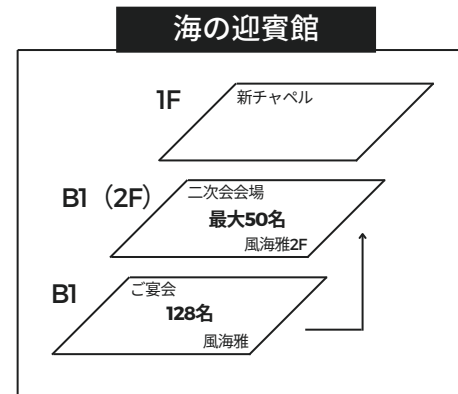 海の迎賓館
1F
新チャペル
B1（2F）
二次会会場
最大50名
風海雅2F
B1
ご宴会
128名
風海雅